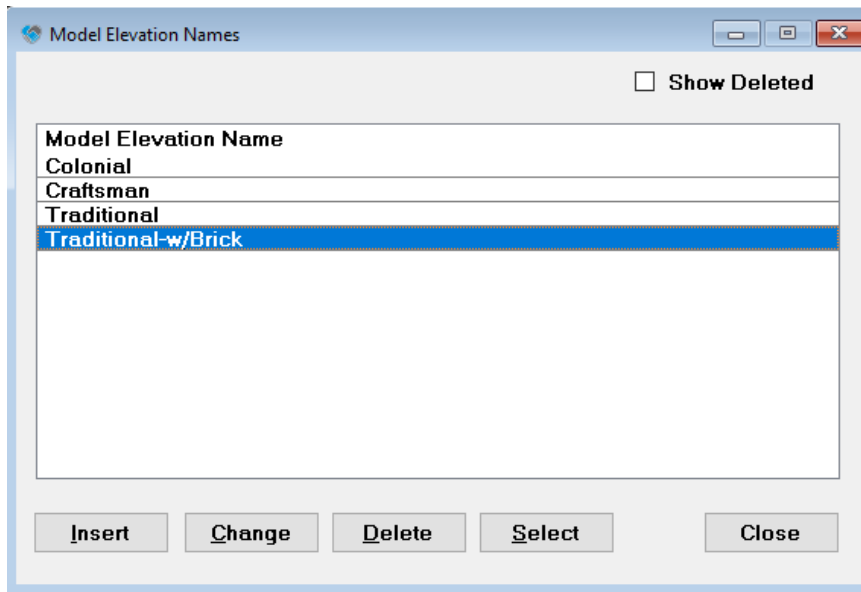 Model Elevation Names
Show Deleted
Model Elevation Name
Colonial
Craftsman
Traditional
Traditional-w/Brick
Insert Change Delete Select Close